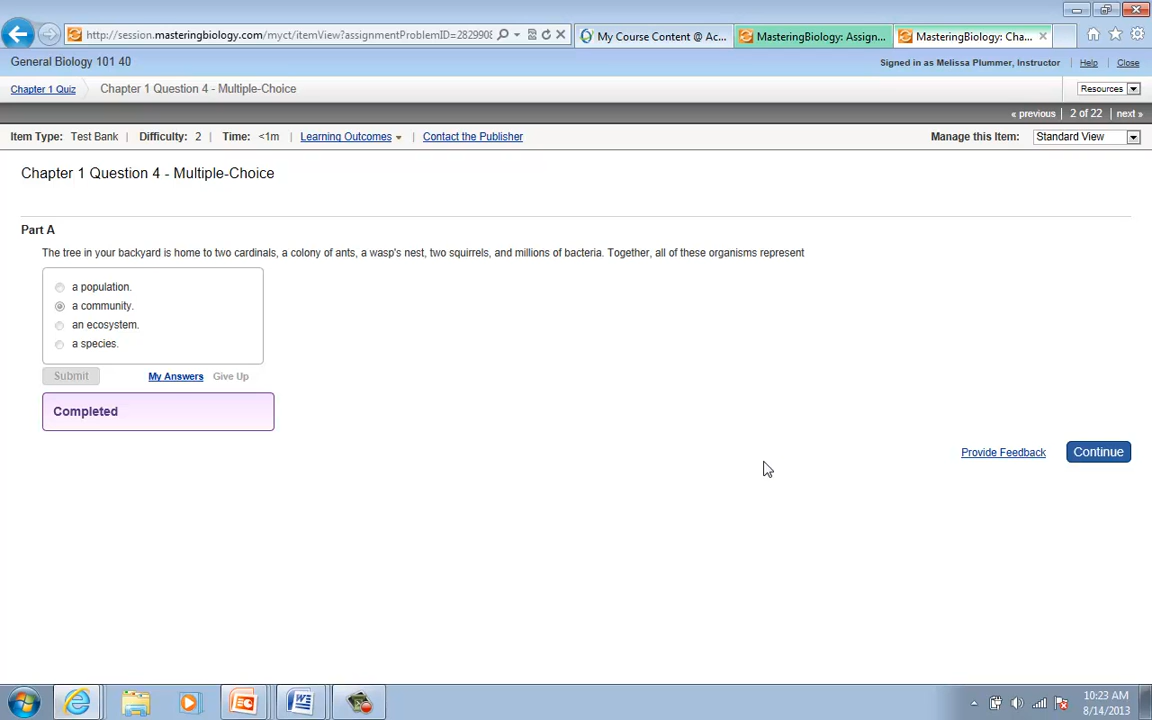 http://session.masteringbiology.com/myct/itemView?assignmentProblemID=2829908
My Course Content @ Ac...
MasteringBiology: Assign...
MasteringBiology: Cha...
General Biology 101 40
Signed in as Melissa Plummer, Instructor
Help
Close
Chapter 1 Quiz
Chapter 1 Question 4 - Multiple-Choice
Resources
« previous
2 of 22
next »
Item Type: Test Bank
Difficulty: 2
Time: <1m
Learning Outcomes
Contact the Publisher
Manage this Item:
Standard View
Chapter 1 Question 4 - Multiple-Choice
Part A
The tree in your backyard is home to two cardinals, a colony of ants, a wasp's nest, two squirrels, and millions of bacteria. Together, all of these organisms represent
a population.
a community.
an ecosystem.
a species.
Submit
My Answers
Give Up
Completed
Provide Feedback
Continue
10:23 AM
8/14/2013